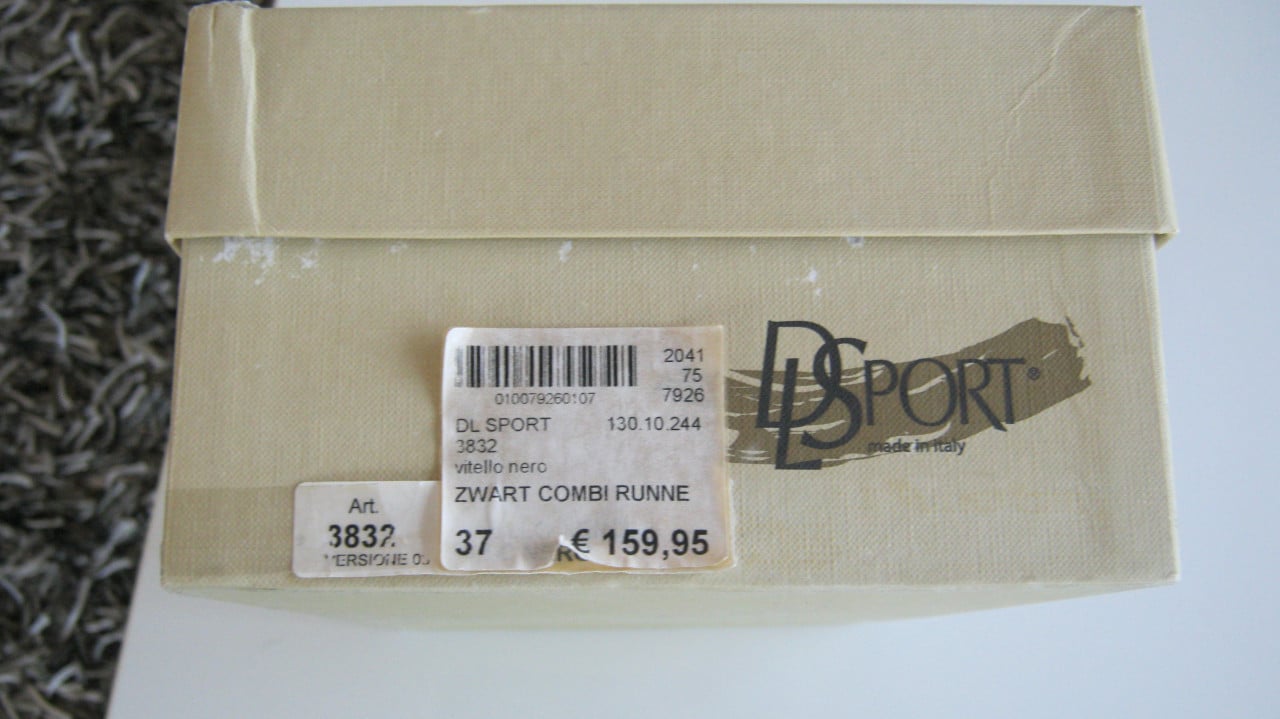 2041
75
010079260107
7926
DL SPORT 130.10.244
3832
vitello nero
ZWART COMBI RUNNE
37 € 159,95
Art.
3832
DLSPORT®
made in Italy